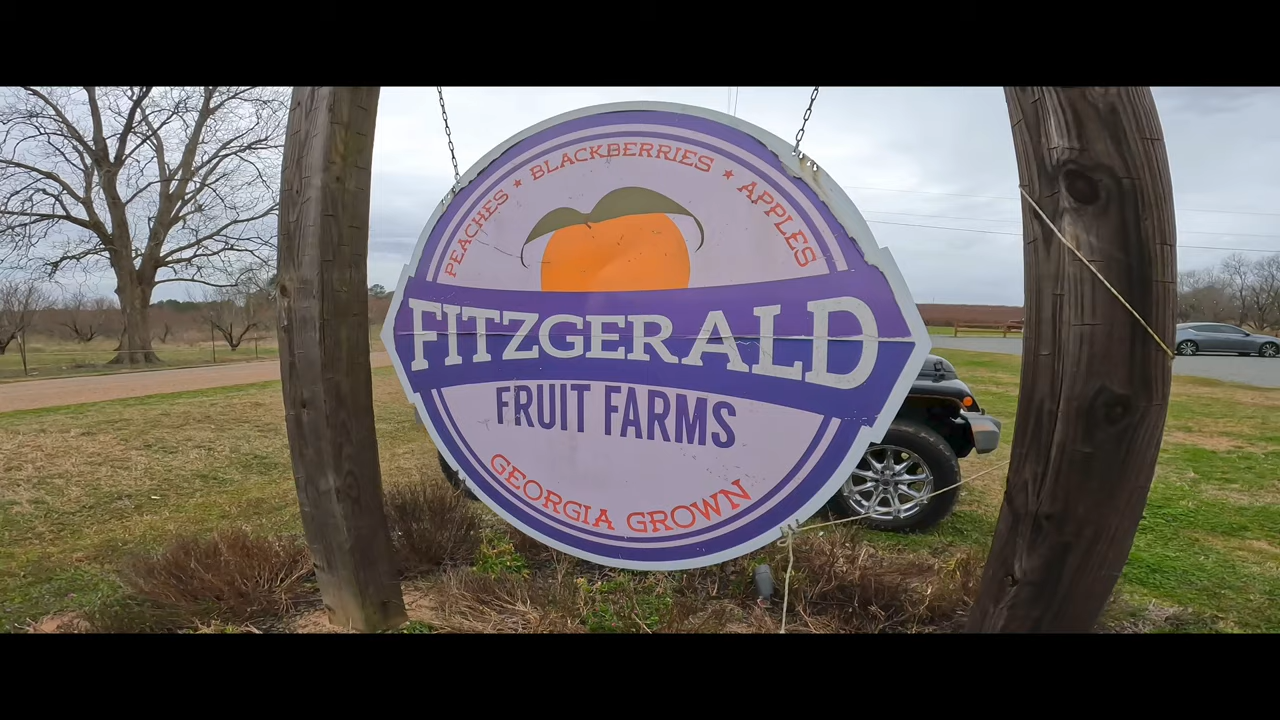 PEACHES ★ BLACKBERRIES ★ APPLES
FITZGERALD
FRUIT FARMS
GEORGIA GROWN